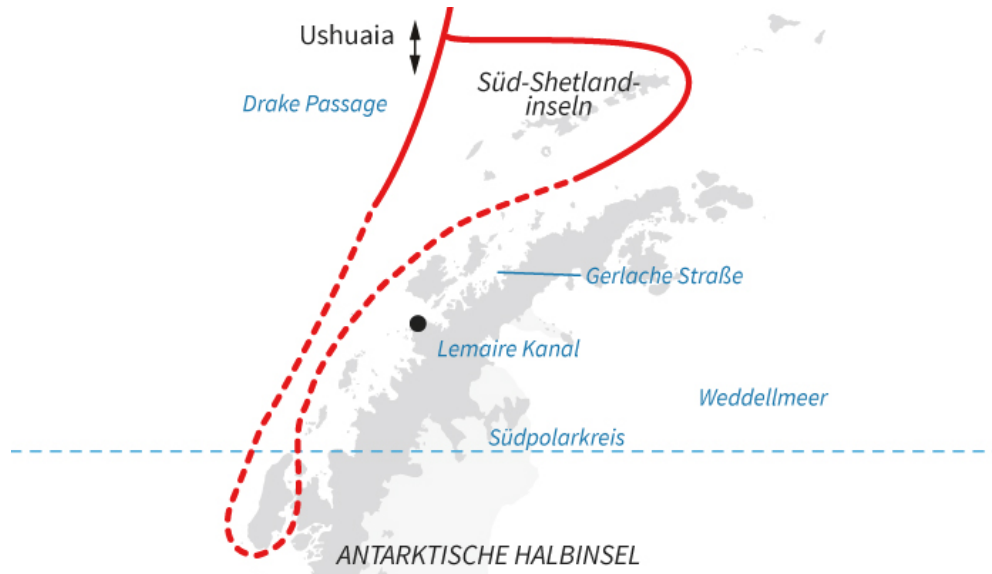 Ushuaia
Süd-Shetland-
inseln
Drake Passage
Gerlache Straße
Lemaire Kanal
Weddellmeer
Südpolarkreis
ANTARKTISCHE HALBINSEL